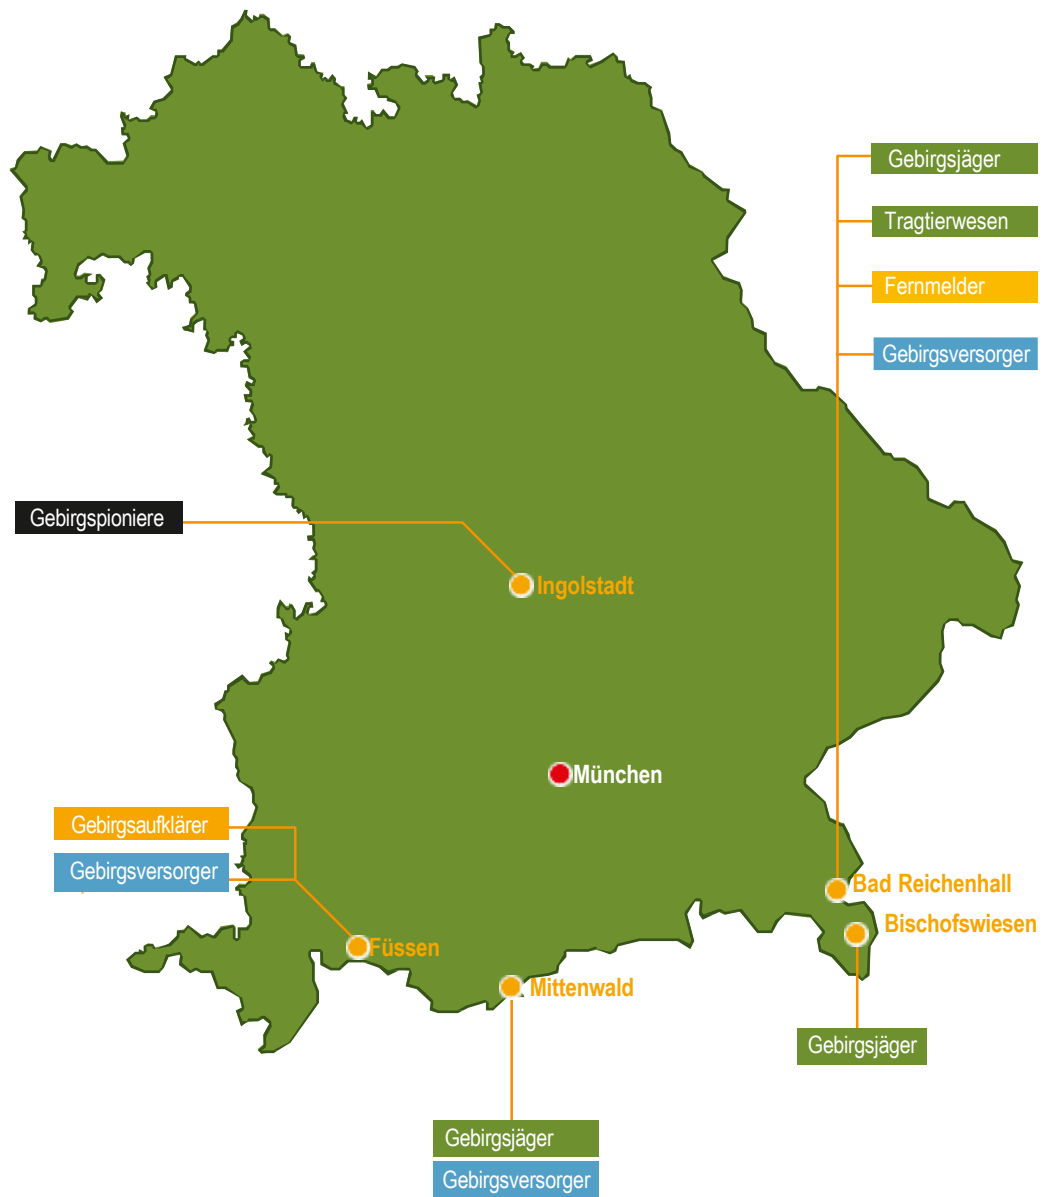 Gebirgsjäger
Tragtierwesen
Fernmelder
Gebirgsversorger
Gebirgspioniere
Ingolstadt
München
Gebirgsaufklärer
Gebirgsversorger
Bad Reichenhall
Bischofswiesen
Füssen
Mittenwald
Gebirgsjäger
Gebirgsjäger
Gebirgsversorger